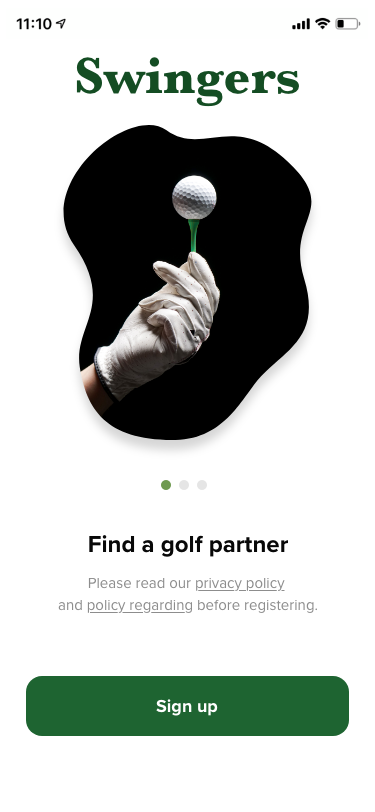 11:10
Swingers
Find a golf partner
Please read our privacy policy
and policy regarding before registering.
Sign up